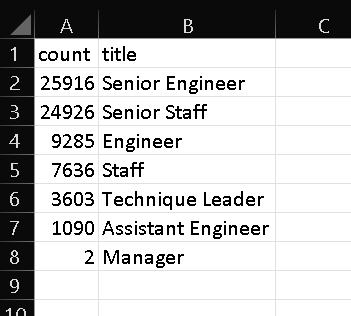 A B C
1 count title
2 25916 Senior Engineer
3 24926 Senior Staff
4 9285 Engineer
5 7636 Staff
6 3603 Technique Leader
7 1090 Assistant Engineer
8 2 Manager
9
10